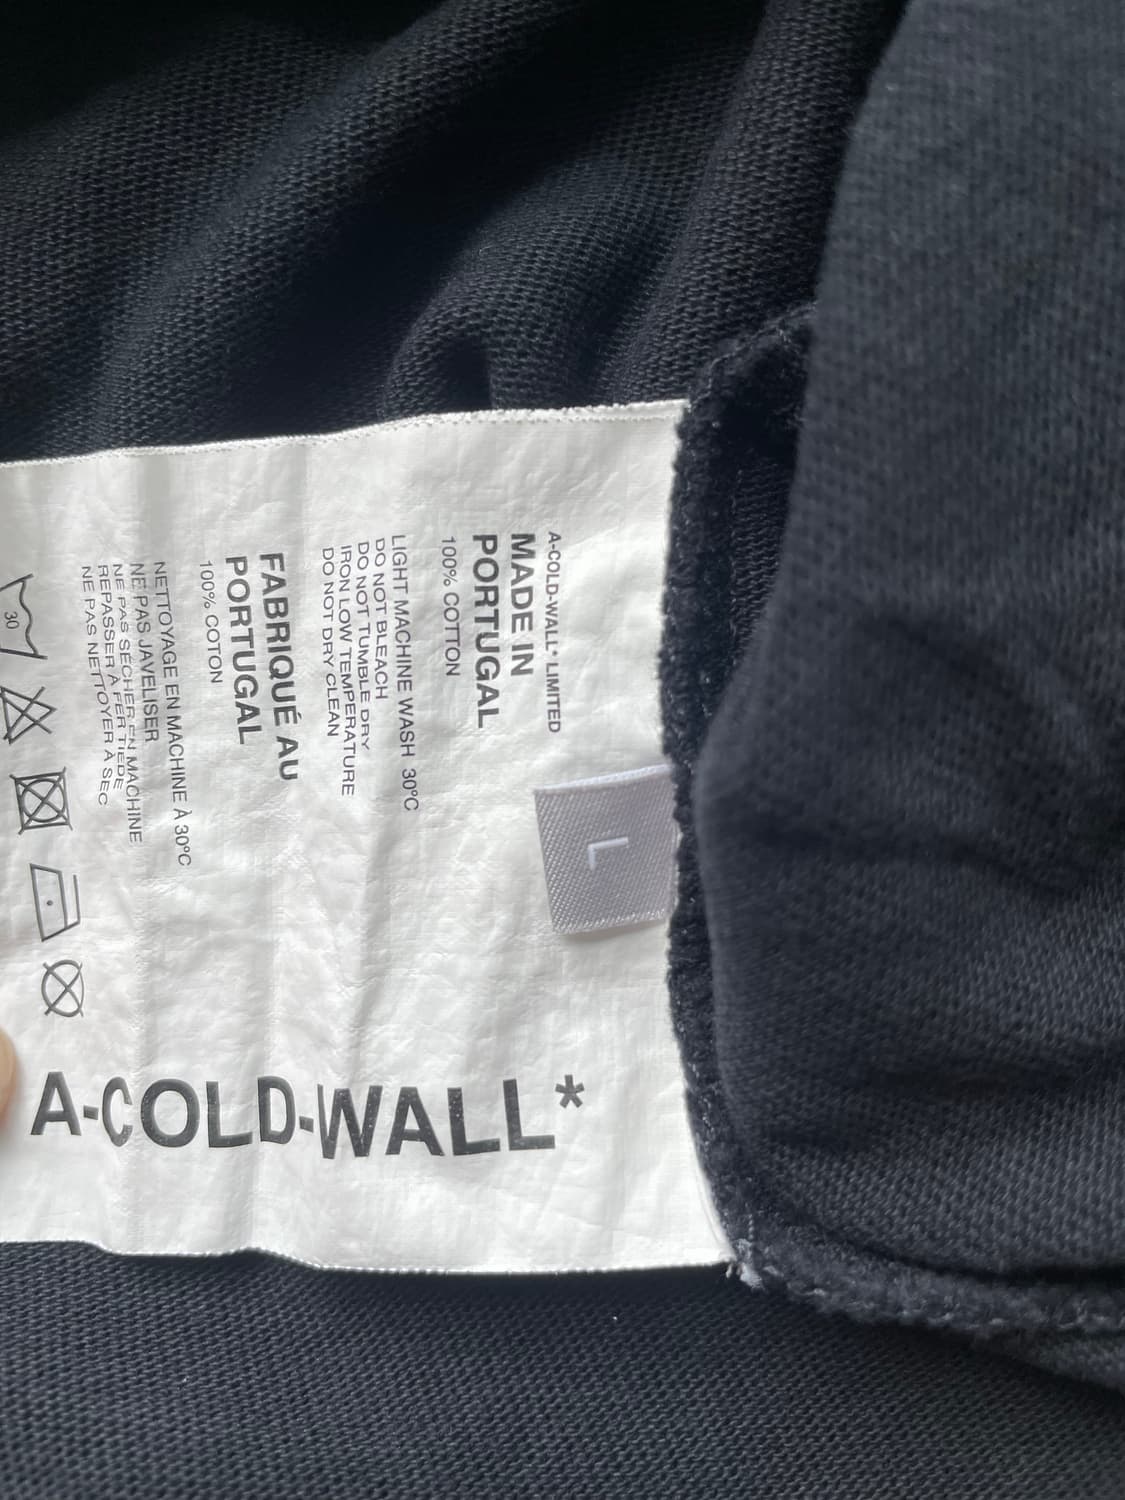 A-COLD-WALL* LIMITED
MADE IN
PORTUGAL
100% COTTON
LIGHT MACHINE WASH 30°C
DO NOT BLEACH
DO NOT TUMBLE DRY
IRON LOW TEMPERATURE
DO NOT DRY CLEAN
FABRIQUÉ AU
PORTUGAL
100% COTON
NETTOYAGE EN MACHINE À 30°C
NE PAS JAVELISER
NE PAS SÉCHER EN MACHINE
REPASSER À FER TIÈDE
NE PAS NETTOYER À SEC
30
L
A-COLD-WALL*